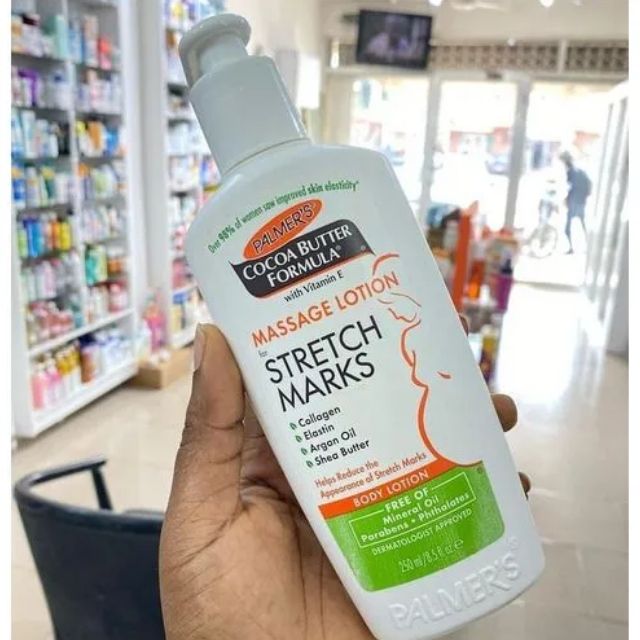 Over 98% of women saw improved skin elasticity*
PALMER'S®
COCOA BUTTER
FORMULA®
with Vitamin E
MASSAGE LOTION
for
STRETCH
MARKS
Collagen
Elastin
Argan Oil
Shea Butter
Helps Reduce the
Appearance of Stretch Marks
BODY LOTION
FREE OF
Mineral Oil
Parabens • Phthalates
DERMATOLOGIST APPROVED
250 ml/8.5 fl oz e
PALMER'S®